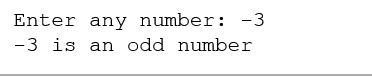 Enter any number: -3
-3 is an odd number